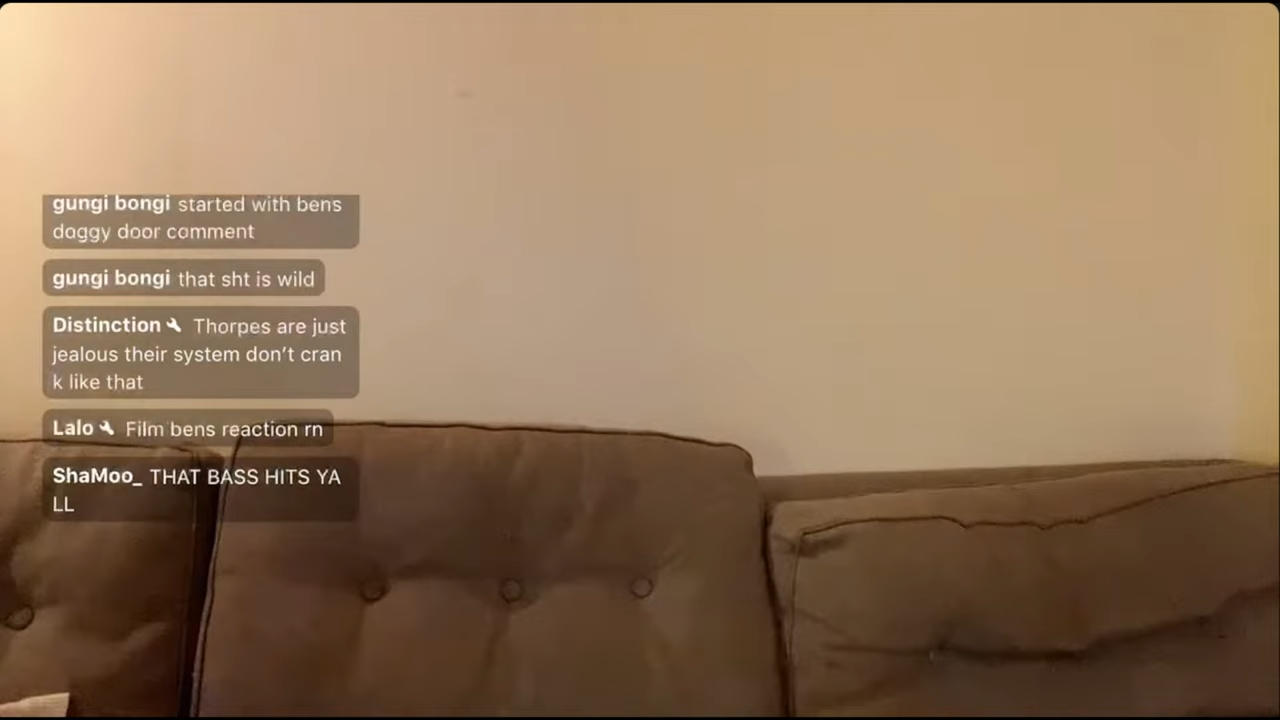 gungi bongi started with bens
daggy door comment
gungi bongi that sht is wild
Distinction Thorpes are just
jealous their system don't cran
k like that
Lalo Film bens reaction rn
ShaMoo_ THAT BASS HITS YA
LL